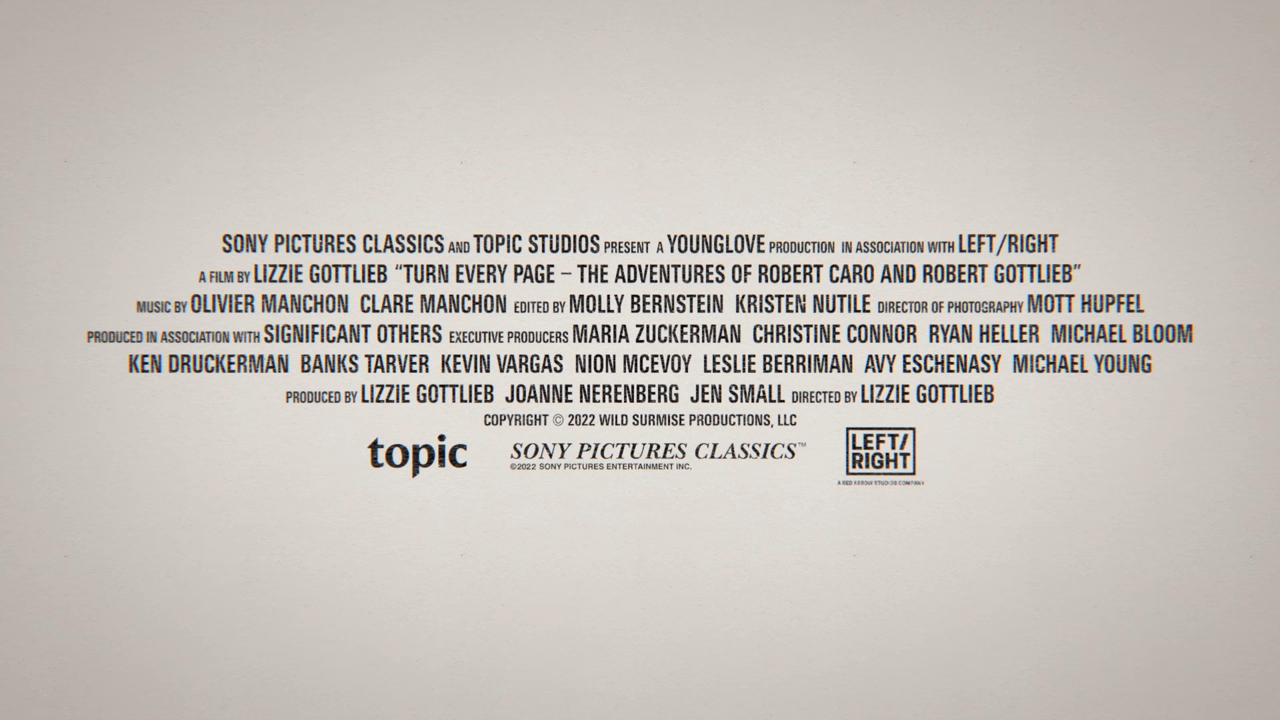 SONY PICTURES CLASSICS AND TOPIC STUDIOS PRESENT A YOUNGLOVE PRODUCTION IN ASSOCIATION WITH LEFT/RIGHT
A FILM BY LIZZIE GOTTLIEB “TURN EVERY PAGE – THE ADVENTURES OF ROBERT CARO AND ROBERT GOTTLIEB”
MUSIC BY OLIVIER MANCHON CLARE MANCHON EDITED BY MOLLY BERNSTEIN KRISTEN NUTILE DIRECTOR OF PHOTOGRAPHY MOTT HUPFEL
PRODUCED IN ASSOCIATION WITH SIGNIFICANT OTHERS EXECUTIVE PRODUCERS MARIA ZUCKERMAN CHRISTINE CONNOR RYAN HELLER MICHAEL BLOOM
KEN DRUCKERMAN BANKS TARVER KEVIN VARGAS NION MCEVOY LESLIE BERRIMAN AVY ESCHENASY MICHAEL YOUNG
PRODUCED BY LIZZIE GOTTLIEB JOANNE NERENBERG JEN SMALL DIRECTED BY LIZZIE GOTTLIEB
COPYRIGHT © 2022 WILD SURMISE PRODUCTIONS, LLC
topic
SONY PICTURES CLASSICS™
©2022 SONY PICTURES ENTERTAINMENT INC.
LEFT/
RIGHT
A RED ARROW STUDIOS COMPANY